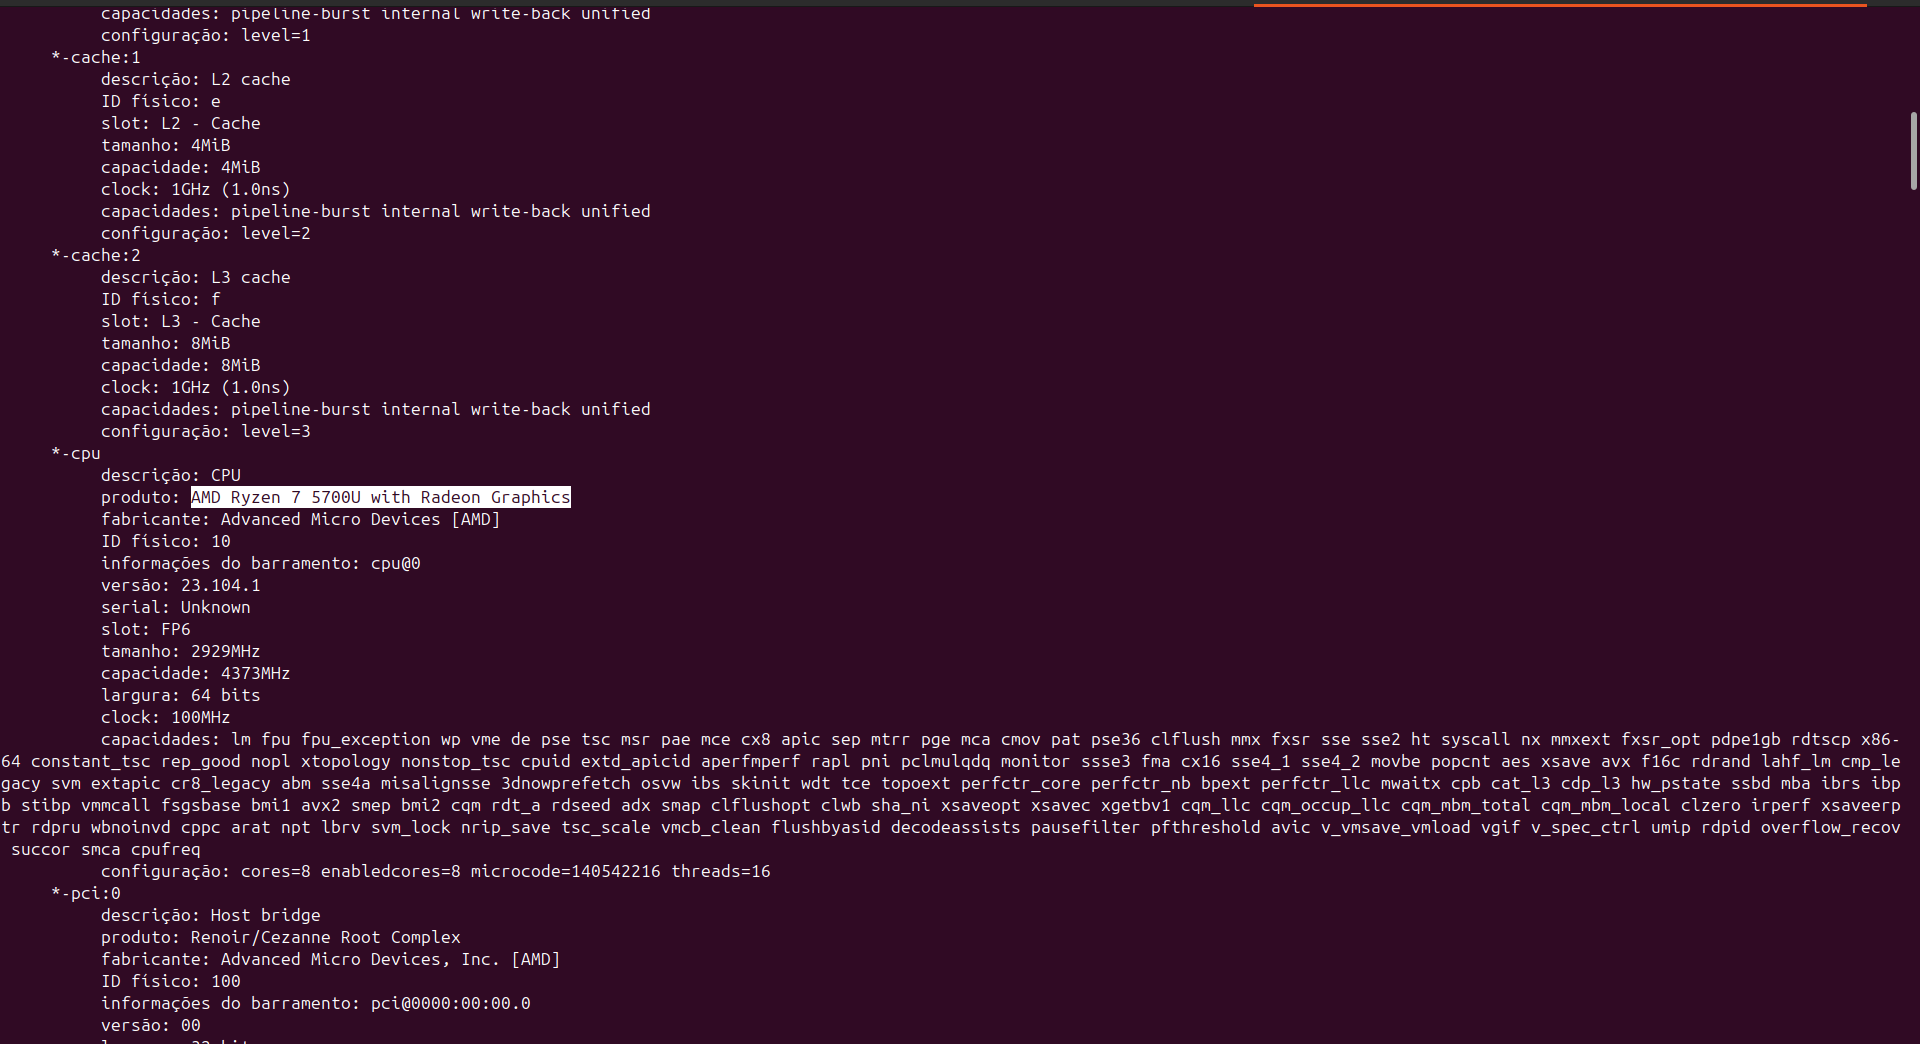 capacidades: pipeline-burst internal write-back unified
configuração: level=1
*-cache:1
descrição: L2 cache
ID físico: e
slot: L2 - Cache
tamanho: 4MiB
capacidade: 4MiB
clock: 1GHz (1.0ns)
capacidades: pipeline-burst internal write-back unified
configuração: level=2
*-cache:2
descrição: L3 cache
ID físico: f
slot: L3 - Cache
tamanho: 8MiB
capacidade: 8MiB
clock: 1GHz (1.0ns)
capacidades: pipeline-burst internal write-back unified
configuração: level=3
*-cpu
descrição: CPU
produto: AMD Ryzen 7 5700U with Radeon Graphics
fabricante: Advanced Micro Devices [AMD]
ID físico: 10
informações do barramento: cpu@0
versão: 23.104.1
serial: Unknown
slot: FP6
tamanho: 2929MHz
capacidade: 4373MHz
largura: 64 bits
clock: 100MHz
capacidades: lm fpu fpu_exception wp vme de pse tsc msr pae mce cx8 apic sep mtrr pge mca cmov pat pse36 clflush mmx fxsr sse sse2 ht syscall nx mmxext fxsr_opt pdpe1gb rdtscp x86-
64 constant_tsc rep_good nopl xtopology nonstop_tsc cpuid extd_apicid aperfmperf rapl pni pclmulqdq monitor ssse3 fma cx16 sse4_1 sse4_2 movbe popcnt aes xsave avx f16c rdrand lahf_lm cmp_le
gacy svm extapic cr8_legacy abm sse4a misalignsse 3dnowprefetch osvw ibs skinit wdt tce topoext perfctr_core perfctr_nb bpext perfctr_llc mwaitx cpb cat_l3 cdp_l3 hw_pstate ssbd mba ibrs ibp
b stibp vmmcall fsgsbase bmi1 avx2 smep bmi2 cqm rdt_a rdseed adx smap clflushopt clwb sha_ni xsaveopt xsavec xgetbv1 cqm_llc cqm_occup_llc cqm_mbm_total cqm_mbm_local clzero irperf xsaveerp
tr rdpru wbnoinvd cppc arat npt lbrv svm_lock nrip_save tsc_scale vmcb_clean flushbyasid decodeassists pausefilter pfthreshold avic v_vmsave_vmload vgif v_spec_ctrl umip rdpid overflow_recov
succor smca cpufreq
configuração: cores=8 enabledcores=8 microcode=140542216 threads=16
*-pci:0
descrição: Host bridge
produto: Renoir/Cezanne Root Complex
fabricante: Advanced Micro Devices, Inc. [AMD]
ID físico: 100
informações do barramento: pci@0000:00:00.0
versão: 00